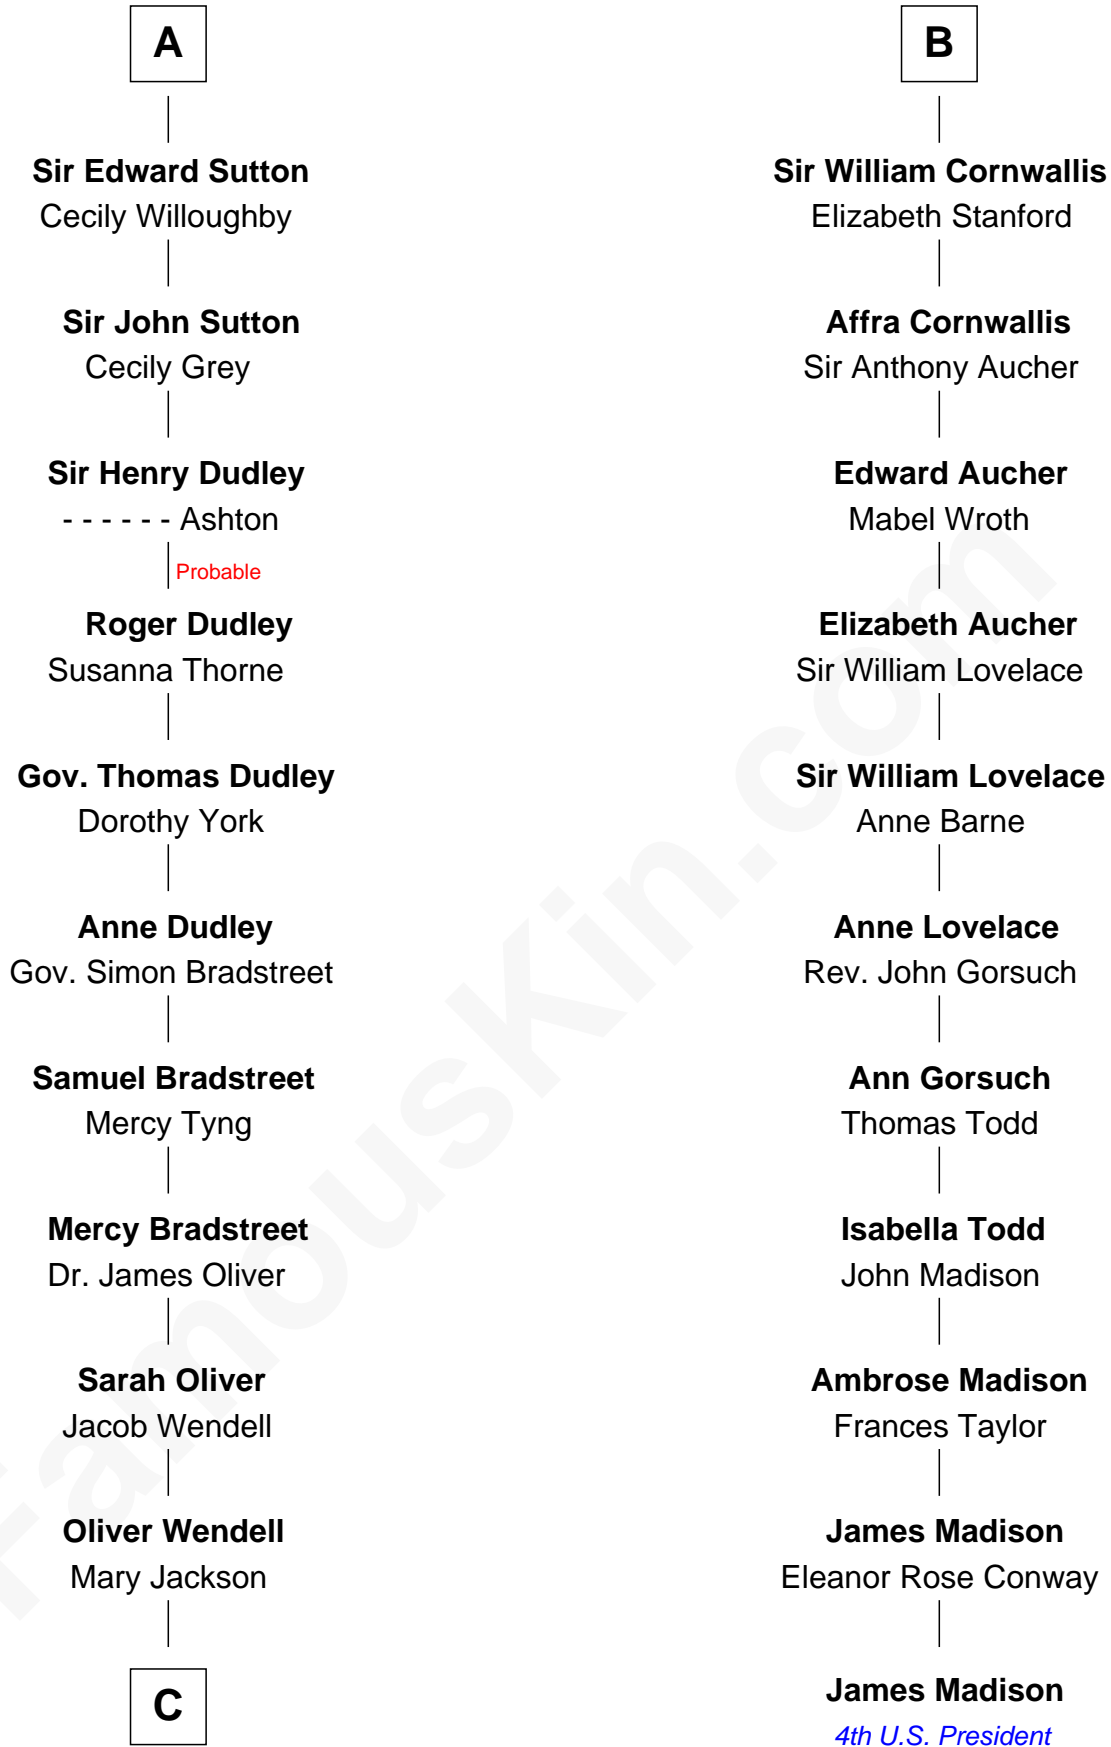 A
Sir Edward Sutton
Cecily Willoughby
Sir John Sutton
Cecily Grey
Sir Henry Dudley
- - - - - - Ashton
Probable
Roger Dudley
Susanna Thorne
Gov. Thomas Dudley
Dorothy York
Anne Dudley
Gov. Simon Bradstreet
Samuel Bradstreet
Mercy Tyng
Mercy Bradstreet
Dr. James Oliver
Sarah Oliver
Jacob Wendell
Oliver Wendell
Mary Jackson
C
B
Sir William Cornwallis
Elizabeth Stanford
Affra Cornwallis
Sir Anthony Aucher
Edward Aucher
Mabel Wroth
Elizabeth Aucher
Sir William Lovelace
Sir William Lovelace
Anne Barne
Anne Lovelace
Rev. John Gorsuch
Ann Gorsuch
Thomas Todd
Isabella Todd
John Madison
Ambrose Madison
Frances Taylor
James Madison
Eleanor Rose Conway
James Madison
4th U.S. President
FamousKin.com